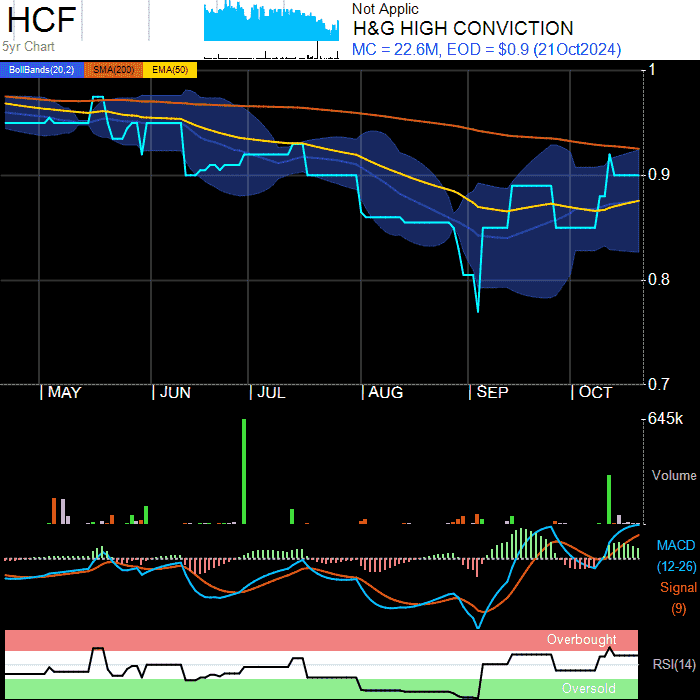 HCF
5yr Chart
Not Applic
H&G HIGH CONVICTION
MC = 22.6M, EOD = $0.9 (21Oct2024)
BollBands(20,2) SMA(200) EMA(50)
1
0.9
0.8
0.7
MAY JUN JUL AUG SEP OCT
645k
Volume
MACD
(12-26)
Signal
(9)
Overbought
RSI(14)
Oversold